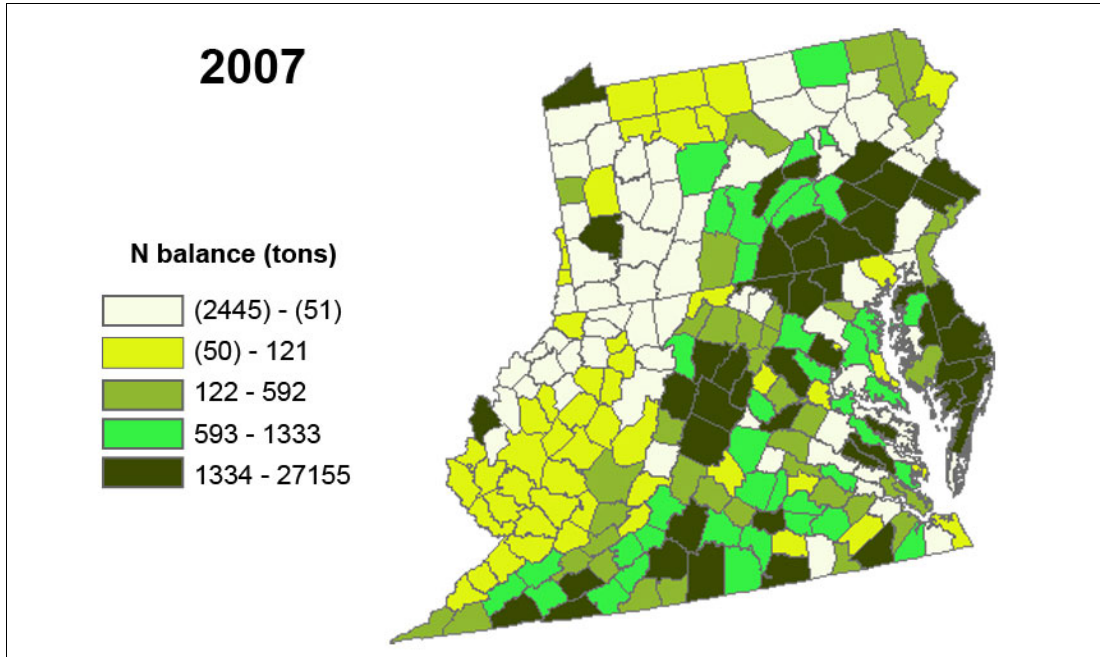 2007
N balance (tons)
(2445) - (51)
(50) - 121
122 - 592
593 - 1333
1334 - 27155